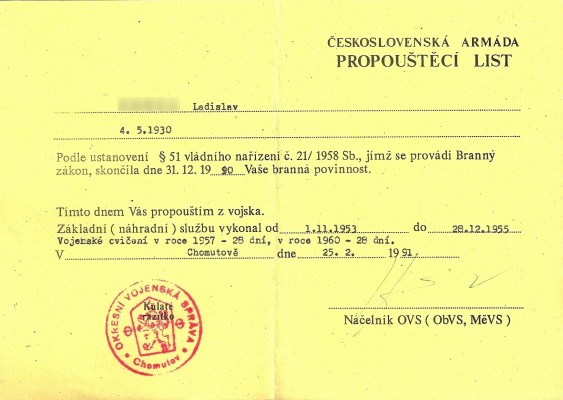 ČESKOSLOVENSKÁ ARMÁDA
PROPOUŠTĚCÍ LIST
Ladislav
4. 5.1930
Podle ustanovení § 51 vládního nařízení č. 21/ 1958 Sb., jímž se provádí Branný
zákon, skončila dne 31. 12. 19 90 Vaše branná povinnost.
Tímto dnem Vás propouštím z vojska.
Základní ( náhradní ) službu vykonal od 1.11.1953 do 28.12.1955
Vojenské cvičení v roce 1957 - 28 dní, v roce 1960 - 28 dní.
V Chomutově dne 25. 2. 1991
Kulaté
razítko
OKRESNÍ VOJENSKÁ SPRÁVA
Chomutov
Náčelník OVS ( ObVS, MěVS )